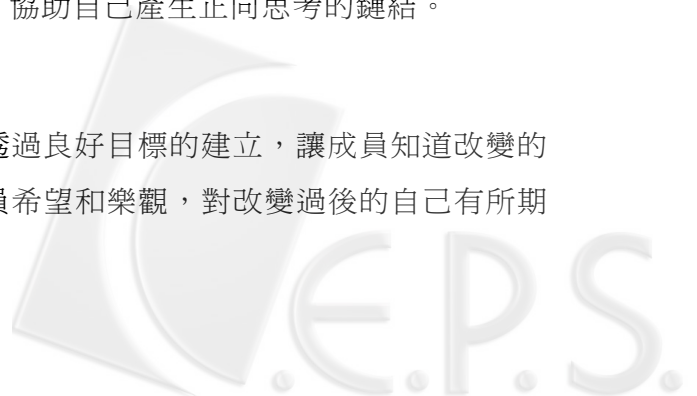 協助自己產生正向思考的鏈結。
透過良好目標的建立,讓成員知道改變的
員希望和樂觀,對改變過後的自己有所期
C.E.P.S.